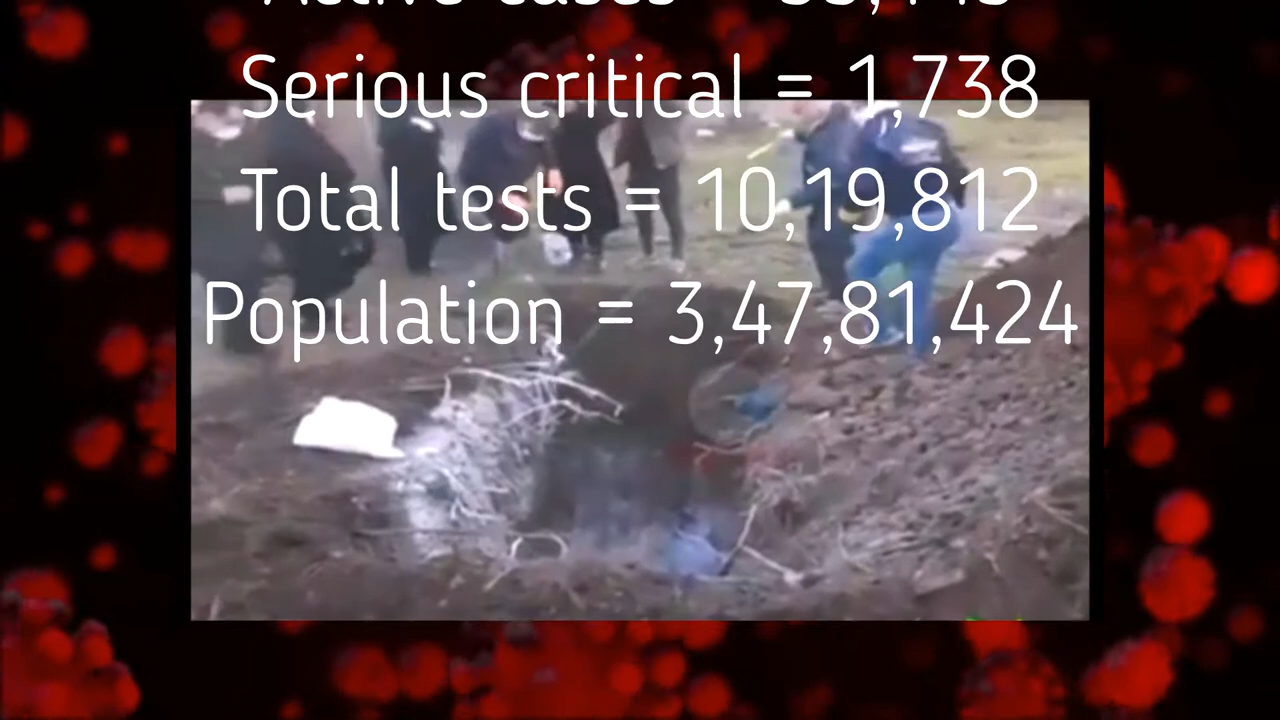 Serious critical = 1,738
Total tests = 10,19,812
Population = 3,47,81,424